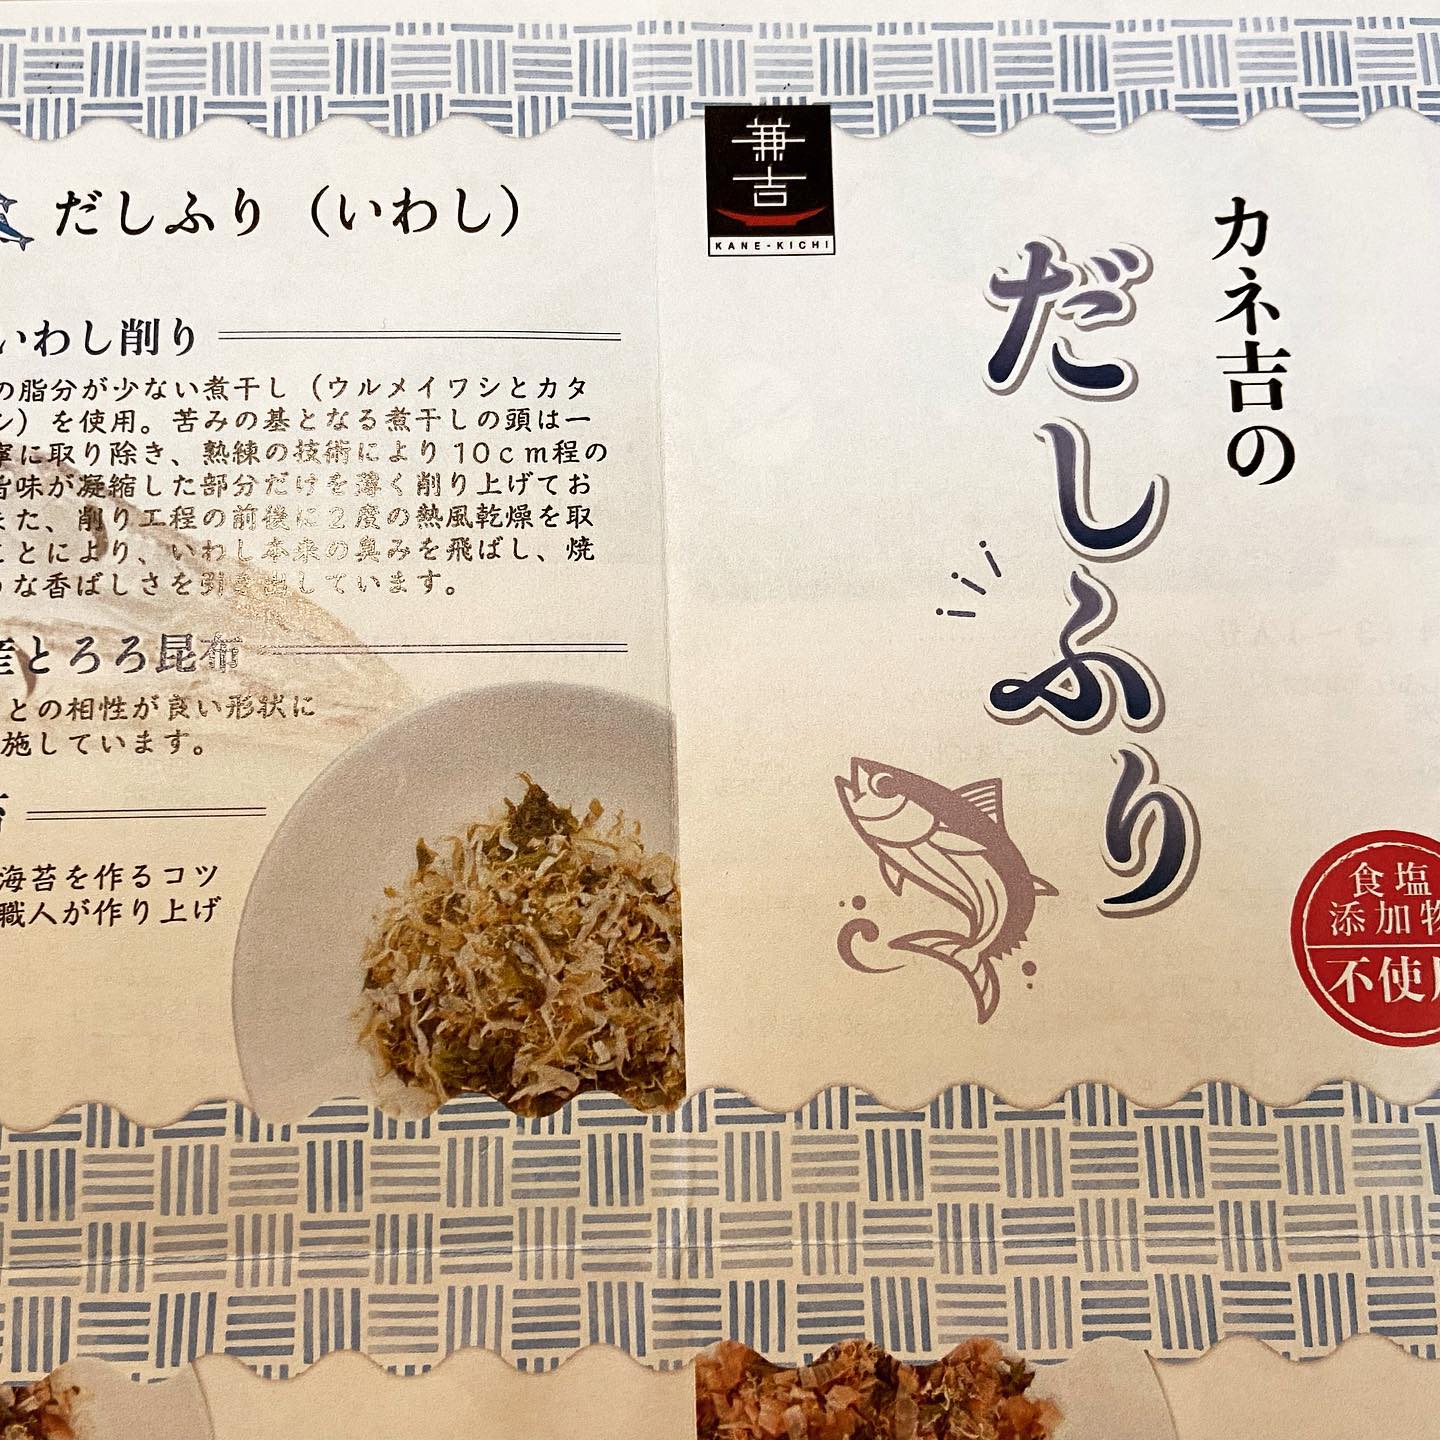 だしふり（いわし）
いわし削り
の脂分が少ない煮干し（ウルメイワシとカタ
シ）を使用。苦みの基となる煮干しの頭は一
寧に取り除き、熟練の技術により10cm程の
旨味が凝縮した部分だけを薄く削り上げてお
また、削り工程の前後に2度の熱風乾燥を取
ことにより、いわし本来の臭みを飛ばし、焼
うな香ばしさを引き出しています。
産とろろ昆布
との相性が良い形状に
施しています。
海苔を作るコツ
職人が作り上げ
兼吉
KANE-KICHI
カネ吉の
だしふり
食塩
添加物
不使用